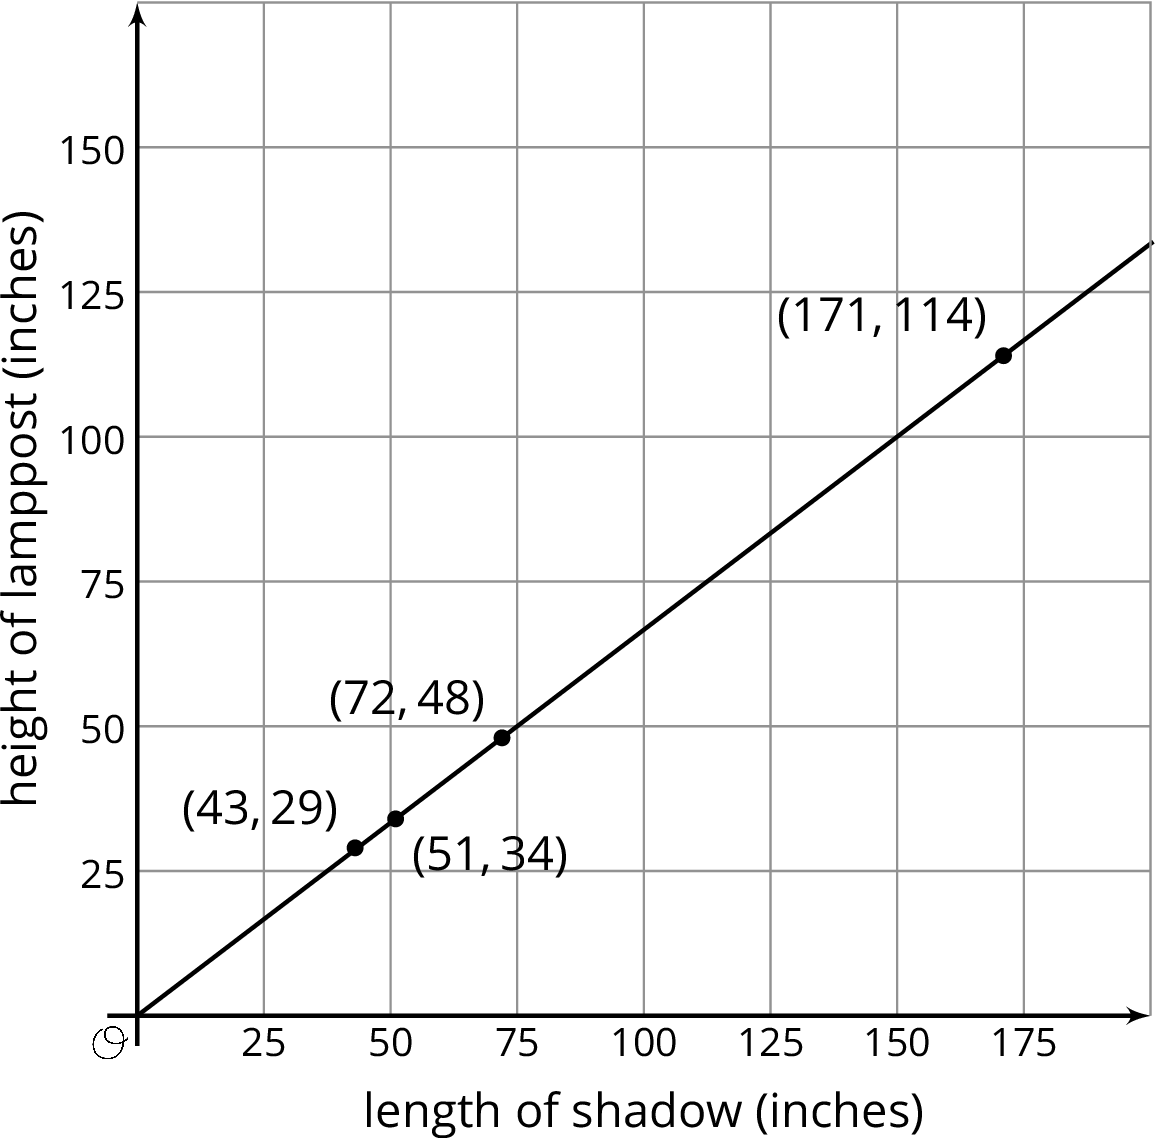 height of lamppost (inches)
150
125
(171, 114)
100
75
(72, 48)
50
(43, 29)
(51, 34)
25
O
25 50 75 100 125 150 175
length of shadow (inches)